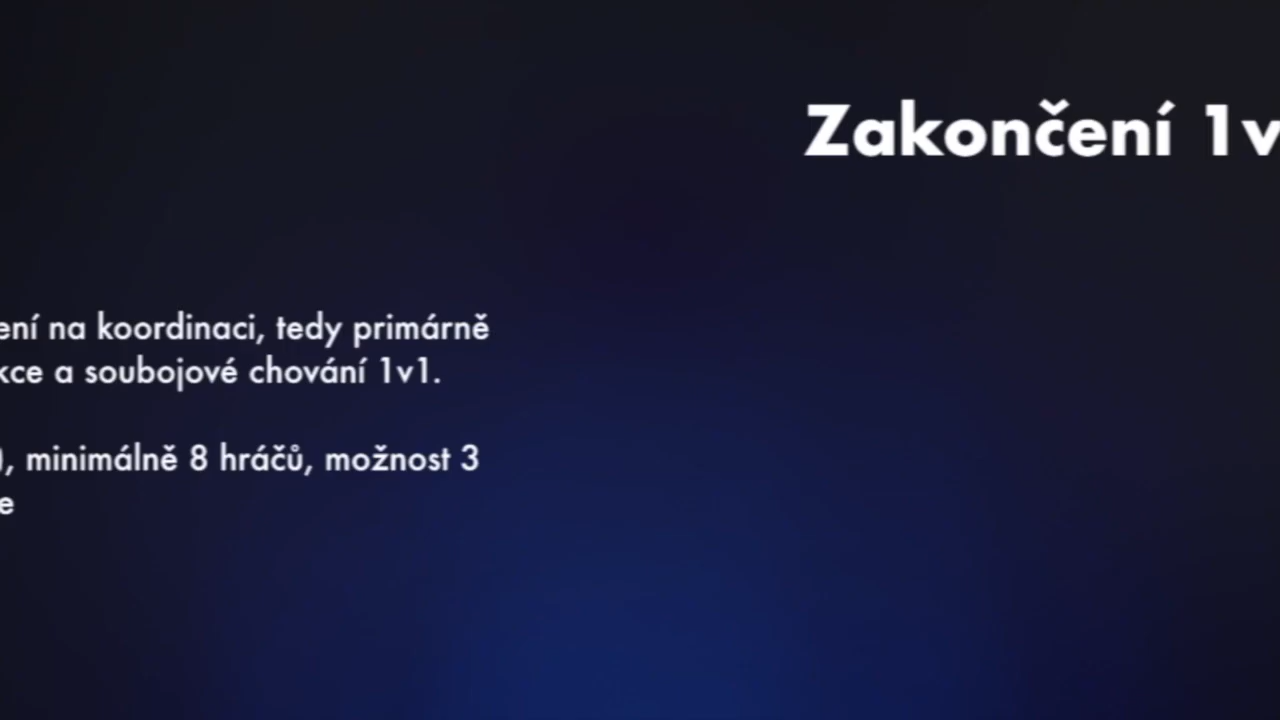 Zakončení 1v
ení na koordinaci, tedy primárně
kce a soubojové chování 1v1.
), minimálně 8 hráčů, možnost 3
e